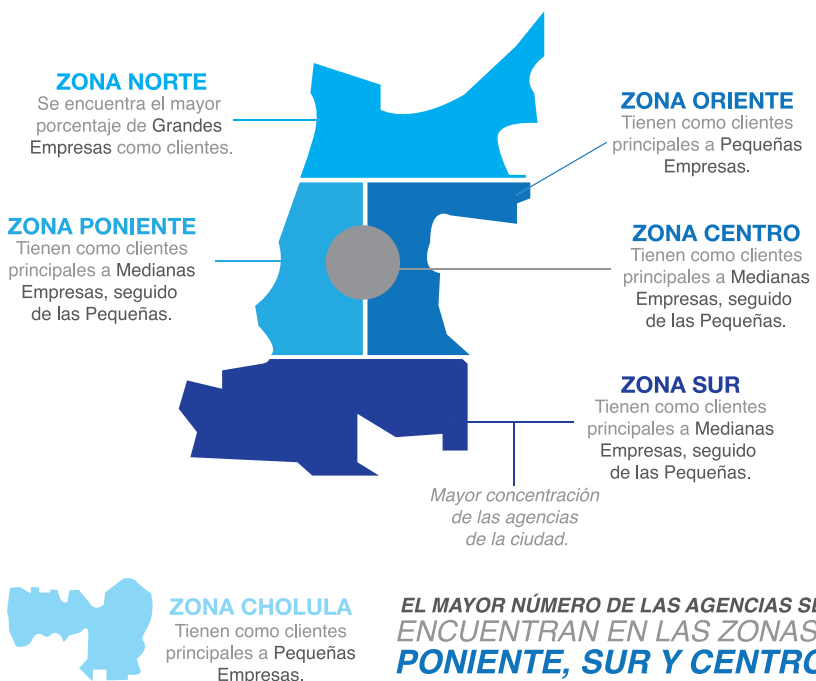 ZONA NORTE
Se encuentra el mayor
porcentaje de Grandes
Empresas como clientes.
ZONA ORIENTE
Tienen como clientes
principales a Pequeñas
Empresas.
ZONA PONIENTE
Tienen como clientes
principales a Medianas
Empresas, seguido
de las Pequeñas.
ZONA CENTRO
Tienen como clientes
principales a Medianas
Empresas, seguido
de las Pequeñas.
ZONA SUR
Tienen como clientes
principales a Medianas
Empresas, seguido
de las Pequeñas.
Mayor concentración
de las agencias
de la ciudad.
ZONA CHOLULA
Tienen como clientes
principales a Pequeñas
Empresas.
EL MAYOR NÚMERO DE LAS AGENCIAS SE
ENCUENTRAN EN LAS ZONAS
PONIENTE, SUR Y CENTRO